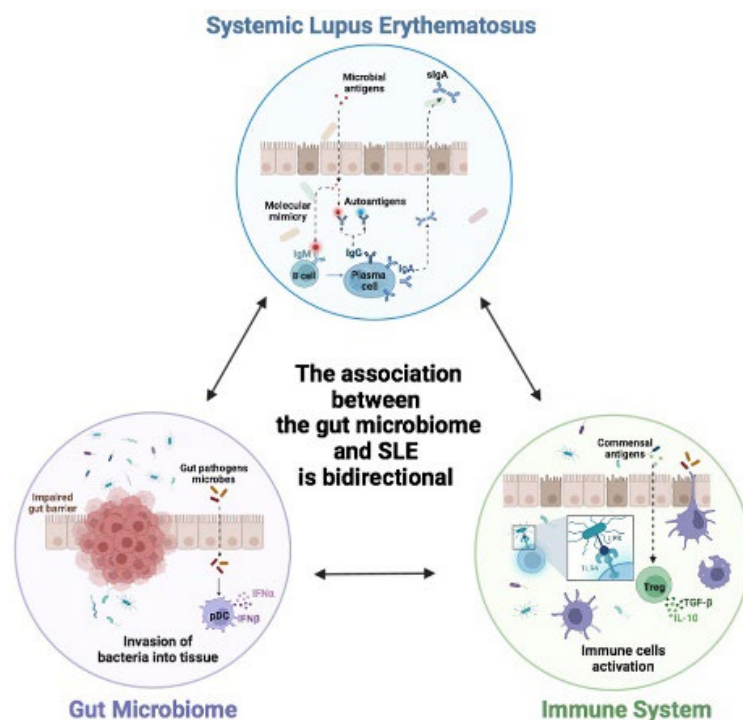 Systemic Lupus Erythematosus
Microbial
antigens
sIgA
Molecular
mimicry
Autoantigens
IgM
IgG
IgA
B cell
Plasma
cell
The association
between
the gut microbiome
and SLE
is bidirectional
Impaired
gut barrier
Gut pathogens
microbes
IFNα
pDC
IFNβ
Invasion of
bacteria into tissue
Gut Microbiome
Commensal
antigens
LPS
TLR4
Treg
TGF-β
IL-10
Immune cells
activation
Immune System